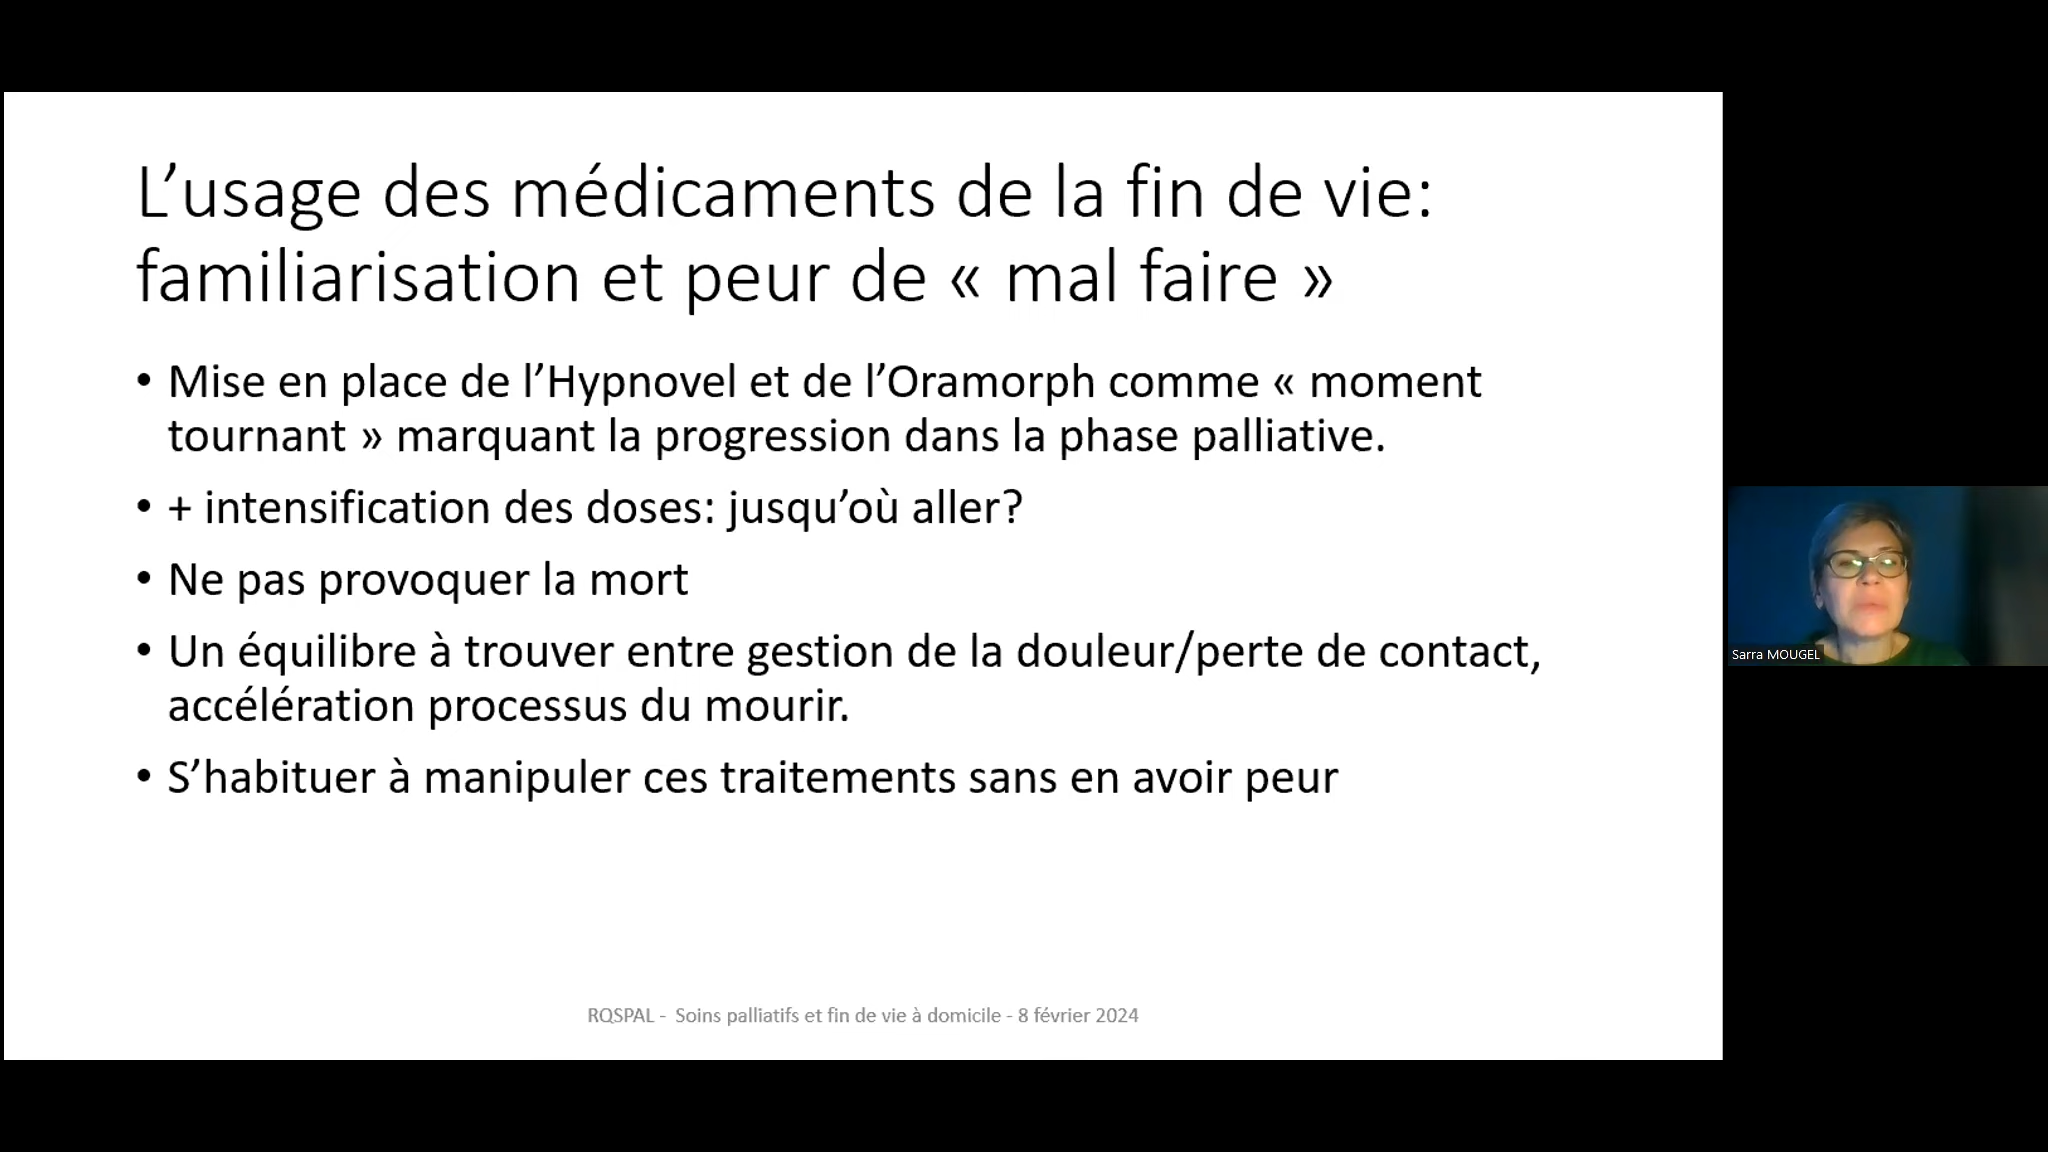 L’usage des médicaments de la fin de vie:
familiarisation et peur de « mal faire »
• Mise en place de l’Hypnovel et de l’Oramorph comme « moment
tournant » marquant la progression dans la phase palliative.
• + intensification des doses: jusqu’où aller?
• Ne pas provoquer la mort
• Un équilibre à trouver entre gestion de la douleur/perte de contact,
accélération processus du mourir.
• S’habituer à manipuler ces traitements sans en avoir peur
RQSPAL - Soins palliatifs et fin de vie à domicile - 8 février 2024
Sarra MOUGEL